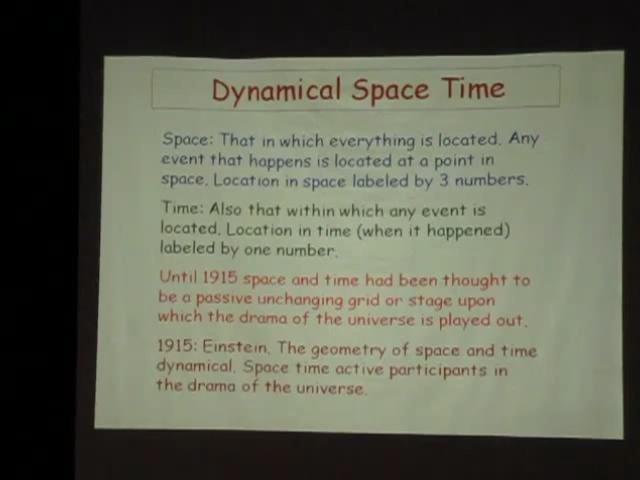 Dynamical Space Time
Space: That in which everything is located. Any
event that happens is located at a point in
space. Location in space labeled by 3 numbers.
Time: Also that within which any event is
located. Location in time (when it happened)
labeled by one number.
Until 1915 space and time had been thought to
be a passive unchanging grid or stage upon
which the drama of the universe is played out.
1915: Einstein. The geometry of space and time
dynamical. Space time active participants in
the drama of the universe.